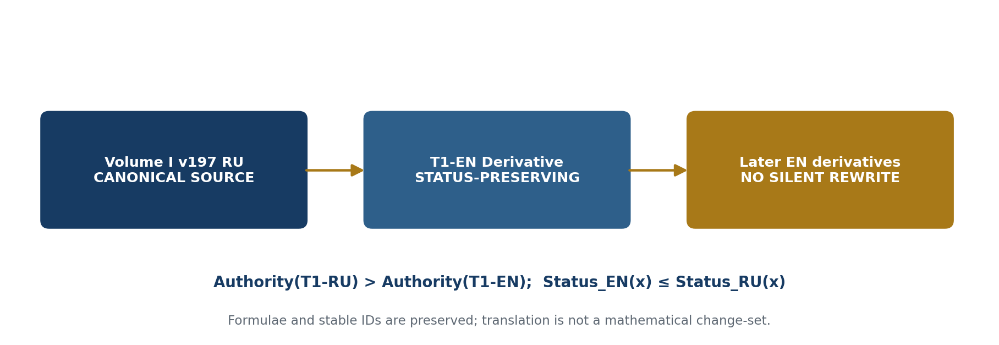 Volume I v197 RU
CANONICAL SOURCE
T1-EN Derivative
STATUS-PRESERVING
Later EN derivatives
NO SILENT REWRITE
Authority(T1-RU) > Authority(T1-EN);  Status_EN(x) ≤ Status_RU(x)
Formulae and stable IDs are preserved; translation is not a mathematical change-set.